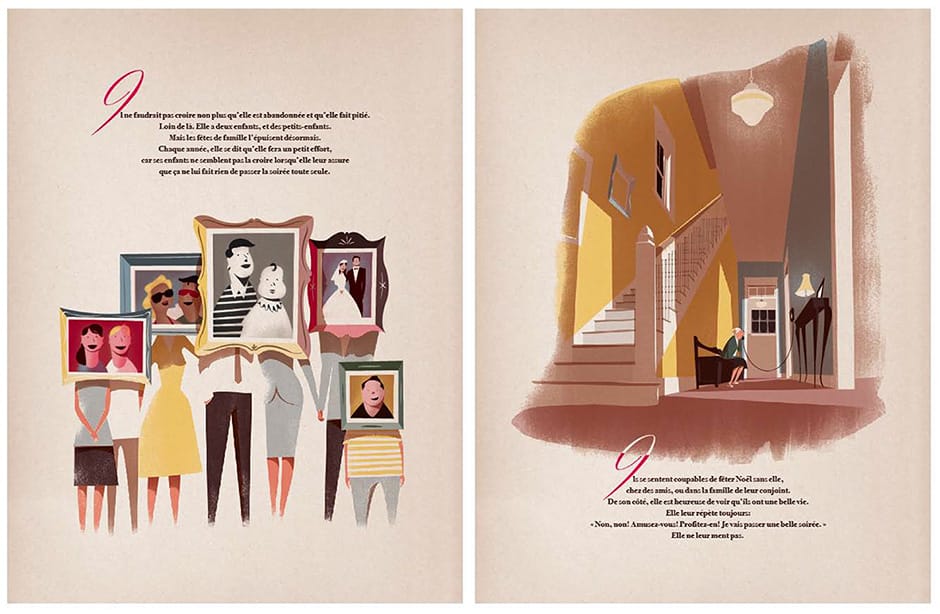 Il ne faudrait pas croire non plus qu'elle est abandonnée et qu'elle fait pitié.
Loin de là. Elle a deux enfants, et des petits-enfants.
Mais les fêtes de famille l'épuisent désormais.
Chaque année, elle se dit qu'elle fera un petit effort,
car ses enfants ne semblent pas la croire lorsqu'elle leur assure
que ça ne lui fait rien de passer la soirée toute seule.
Ils se sentent coupables de fêter Noël sans elle,
chez des amis, ou dans la famille de leur conjoint.
De son côté, elle est heureuse de voir qu'ils ont une belle vie.
Elle leur répète toujours:
« Non, non! Amusez-vous! Profitez-en! Je vais passer une belle soirée. »
Elle ne leur ment pas.